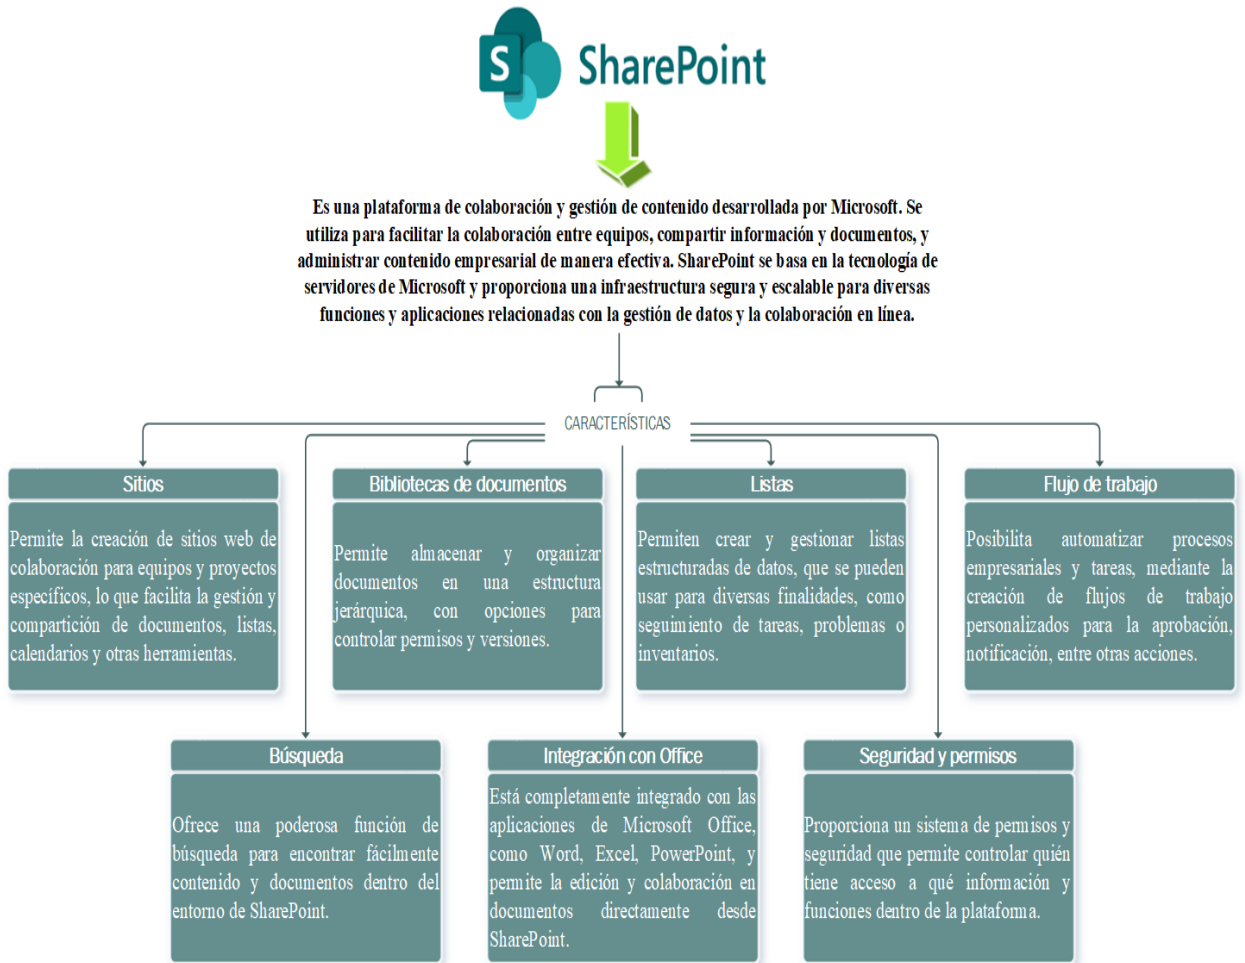 S SharePoint
Es una plataforma de colaboración y gestión de contenido desarrollada por Microsoft. Se
utiliza para facilitar la colaboración entre equipos, compartir información y documentos, y
administrar contenido empresarial de manera efectiva. SharePoint se basa en la tecnología de
servidores de Microsoft y proporciona una infraestructura segura y escalable para diversas
funciones y aplicaciones relacionadas con la gestión de datos y la colaboración en línea.
CARACTERÍSTICAS
Sitios
Permite la creación de sitios web de
colaboración para equipos y proyectos
específicos, lo que facilita la gestión y
compartición de documentos, listas,
calendarios y otras herramientas.
Bibliotecas de documentos
Permite almacenar y organizar
documentos en una estructura
jerárquica, con opciones para
controlar permisos y versiones.
Listas
Permiten crear y gestionar listas
estructuradas de datos, que se pueden
usar para diversas finalidades, como
seguimiento de tareas, problemas o
inventarios.
Flujo de trabajo
Posibilita automatizar procesos
empresariales y tareas, mediante la
creación de flujos de trabajo
personalizados para la aprobación,
notificación, entre otras acciones.
Búsqueda
Ofrece una poderosa función de
búsqueda para encontrar fácilmente
contenido y documentos dentro del
entorno de SharePoint.
Integración con Office
Está completamente integrado con las
aplicaciones de Microsoft Office,
como Word, Excel, PowerPoint, y
permite la edición y colaboración en
documentos directamente desde
SharePoint.
Seguridad y permisos
Proporciona un sistema de permisos y
seguridad que permite controlar quién
tiene acceso a qué información y
funciones dentro de la plataforma.